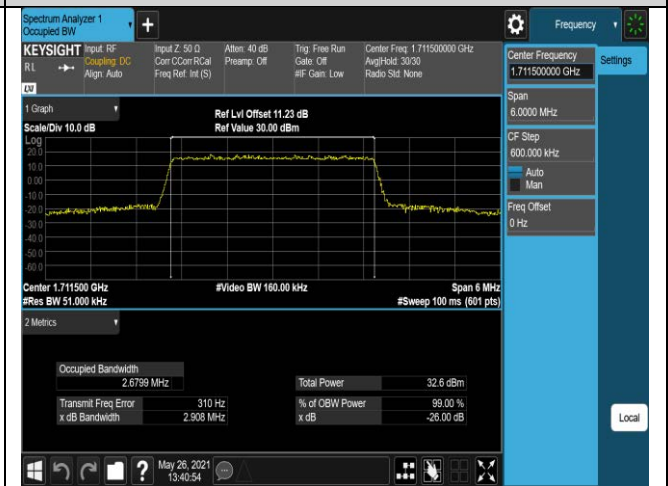 Spectrum Analyzer 1
Occupied BW
+
Frequency
KEYSIGHT
RL
Input: RF
Coupling: DC
Align: Auto
Input Z: 50 Ω
Corr CCorr RCal
Freq Ref: Int (S)
Atten: 40 dB
Preamp: Off
Trig: Free Run
Gate: Off
#IF Gain: Low
Center Freq: 1.711500000 GHz
Avg|Hold: 30/30
Radio Std: None
LXI
1 Graph
Scale/Div 10.0 dB
Ref Lvl Offset 11.23 dB
Ref Value 30.00 dBm
Log
20.0
10.0
0.00
-10.0
-20.0
-30.0
-40.0
-50.0
-60.0
Center 1.711500 GHz
#Res BW 51.000 kHz
#Video BW 160.00 kHz
Span 6 MHz
#Sweep 100 ms (601 pts)
2 Metrics
Occupied Bandwidth
2.6799 MHz
Transmit Freq Error 310 Hz
x dB Bandwidth 2.908 MHz
Total Power 32.6 dBm
% of OBW Power 99.00 %
x dB -26.00 dB
Center Frequency
1.711500000 GHz
Settings
Span
6.0000 MHz
CF Step
600.000 kHz
Auto
Man
Freq Offset
0 Hz
Local
?
May 26, 2021
13:40:54